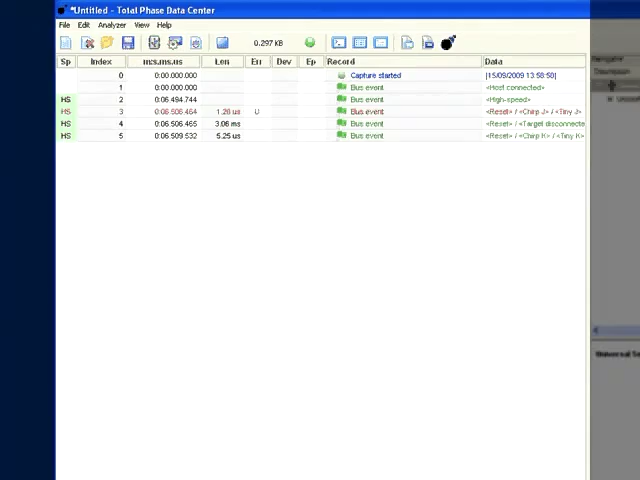 *Untitled - Total Phase Data Center
File Edit Analyzer View Help
0.297 KB
Sp Index m:s.ms.us Len Err Dev Ep Record Data
0 0:00.000.000 Capture started [15/09/2009 13:58:50]
1 0:00.000.000 Bus event <Host connected>
HS 2 0:06.494.744 Bus event <High-speed>
HS 3 0:06.506.464 1.26 us U Bus event <Reset> / <Chirp J> / <Tiny J>
HS 4 0:06.506.465 3.06 ms Bus event <Reset> / <Target disconnecte
HS 5 0:06.509.532 5.25 us Bus event <Reset> / <Chirp K> / <Tiny K>
Navigator
Universal Se